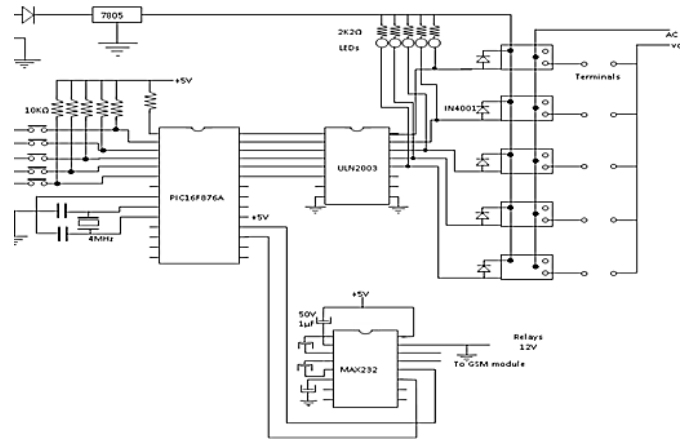 7805
2K2Ω
LEDs
AC
+5V
Terminals
10KΩ
IN4001
ULN2003
PIC16F876A
+5V
4MHz
+5V
50V
1µF
Relays
12V
MAX232
To GSM module